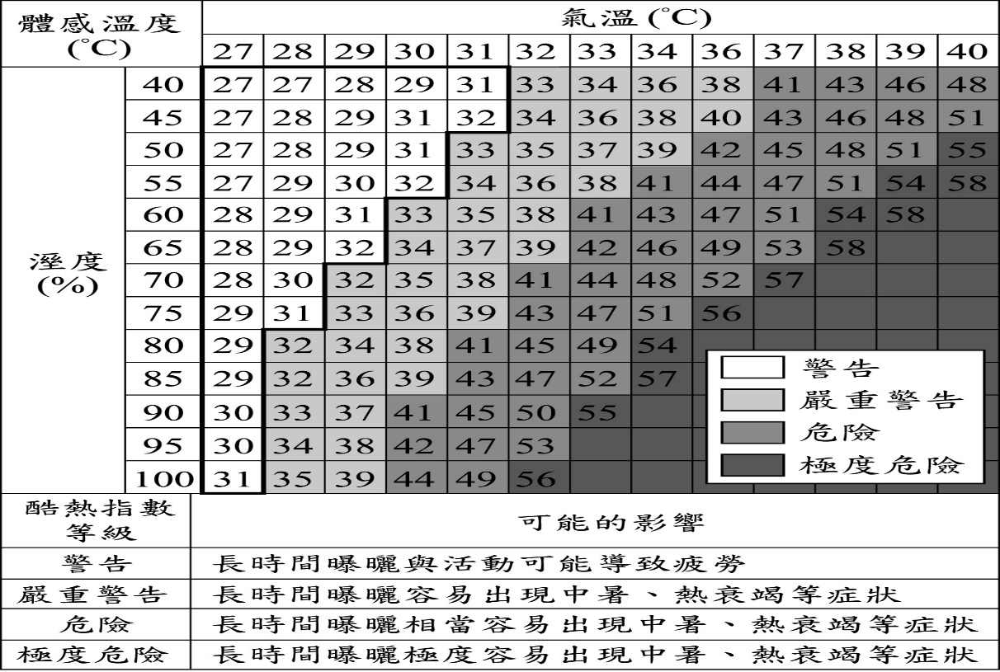 體感溫度
(°C)
氣溫(°C)
27 28 29 30 31 32 33 34 36 37 38 39 40
溼度
(%)
40 27 27 28 29 31 33 34 36 38 41 43 46 48
45 27 28 29 31 32 34 36 38 40 43 46 48 51
50 27 28 29 31 33 35 37 39 42 45 48 51 55
55 27 29 30 32 34 36 38 41 44 47 51 54 58
60 28 29 31 33 35 38 41 43 47 51 54 58
65 28 29 32 34 37 39 42 46 49 53 58
70 28 30 32 35 38 41 44 48 52 57
75 29 31 33 36 39 43 47 51 56
80 29 32 34 38 41 45 49 54
85 29 32 36 39 43 47 52 57
90 30 33 37 41 45 50 55
95 30 34 38 42 47 53
100 31 35 39 44 49 56
警告
嚴重警告
危險
極度危險
酷熱指數
等級
可能的影響
警告 長時間曝曬與活動可能導致疲勞
嚴重警告 長時間曝曬容易出現中暑、熱衰竭等症狀
危險 長時間曝曬相當容易出現中暑、熱衰竭等症狀
極度危險 長時間曝曬極度容易出現中暑、熱衰竭等症狀